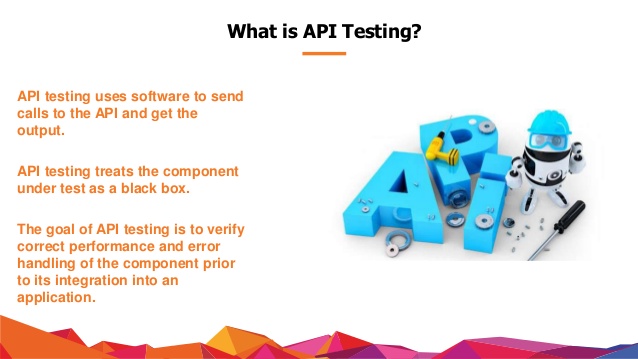 What is API Testing?
API testing uses software to send
calls to the API and get the
output.
API testing treats the component
under test as a black box.
The goal of API testing is to verify
correct performance and error
handling of the component prior
to its integration into an
application.
API